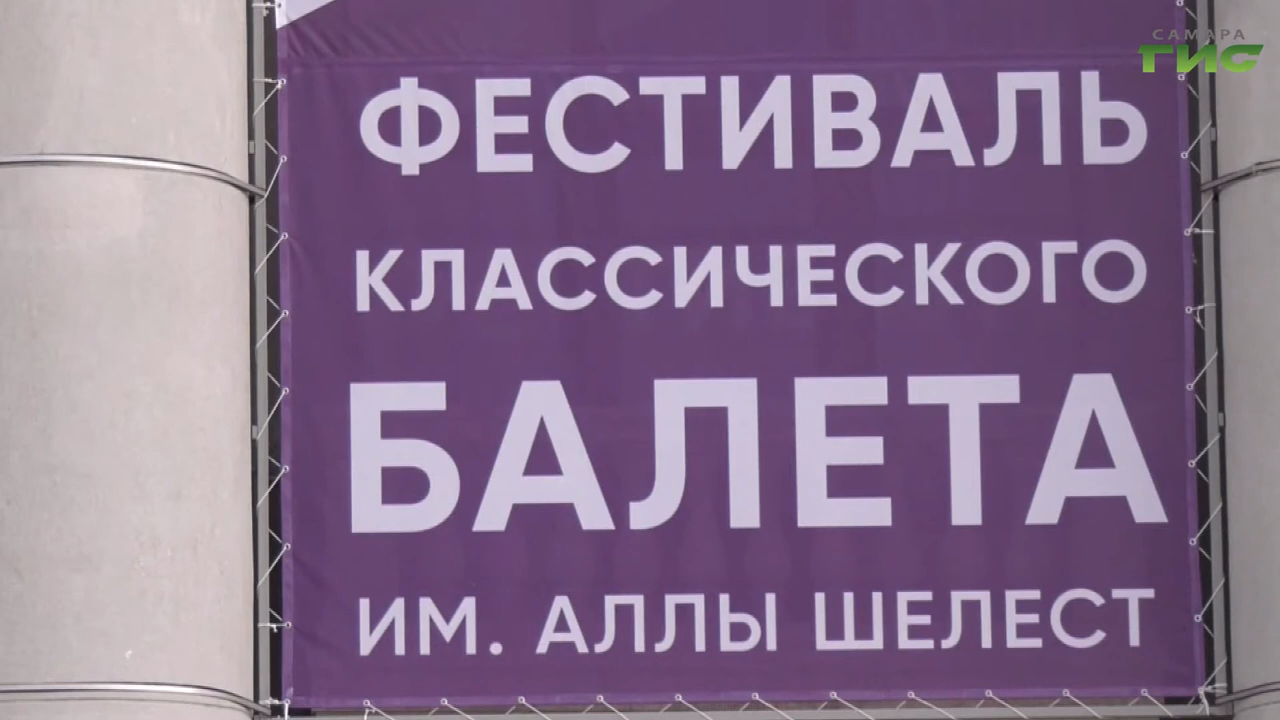 САМАРА
ГИС
ФЕСТИВАЛЬ
КЛАССИЧЕСКОГО
БАЛЕТА
ИМ. АЛЛЫ ШЕЛЕСТ